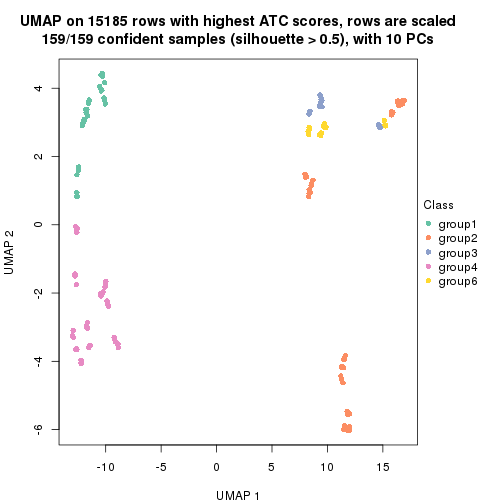 UMAP on 15185 rows with highest ATC scores, rows are scaled
159/159 confident samples (silhouette > 0.5), with 10 PCs
4
2
0
-2
-4
-6
UMAP 2
-10
-5
0
5
10
15
UMAP 1
Class
group1
group2
group3
group4
group6